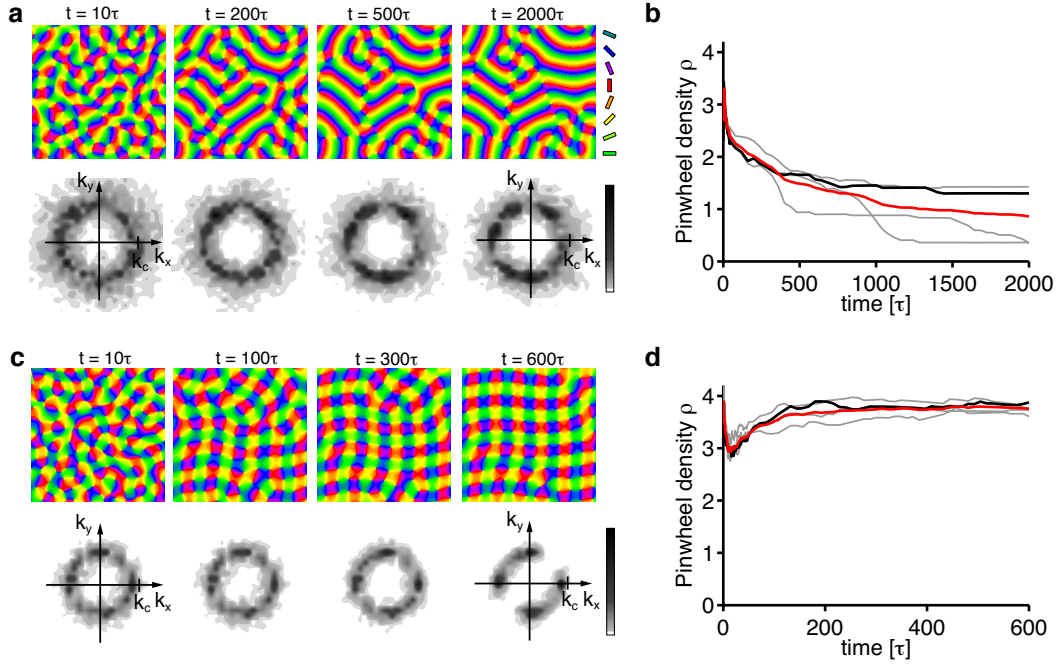 a
t = 10τ
t = 200τ
t = 500τ
t = 2000τ
k_y
k_c
k_x
k_y
k_c
k_x
b
Pinwheel density ρ
4
3
2
1
0
0
500
1000
1500
2000
time [τ]
c
t = 10τ
t = 100τ
t = 300τ
t = 600τ
k_y
k_c
k_x
k_y
k_c
k_x
d
Pinwheel density ρ
4
3
2
1
0
0
200
400
600
time [τ]